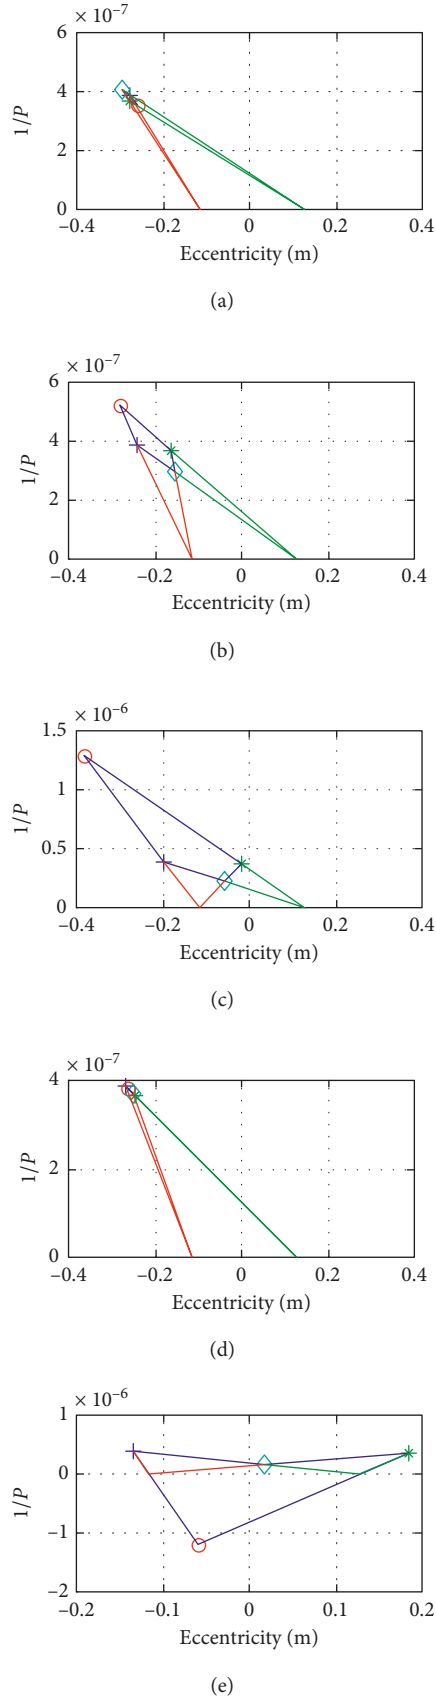 × 10⁻⁷
6
4
2
0
1/P
−0.4 −0.2 0 0.2 0.4
Eccentricity (m)
(a)
× 10⁻⁷
6
4
2
0
1/P
−0.4 −0.2 0 0.2 0.4
Eccentricity (m)
(b)
× 10⁻⁶
1.5
1
0.5
0
1/P
−0.4 −0.2 0 0.2 0.4
Eccentricity (m)
(c)
× 10⁻⁷
4
2
0
1/P
−0.4 −0.2 0 0.2 0.4
Eccentricity (m)
(d)
× 10⁻⁶
1
0
−1
−2
1/P
−0.2 −0.1 0 0.1 0.2
Eccentricity (m)
(e)